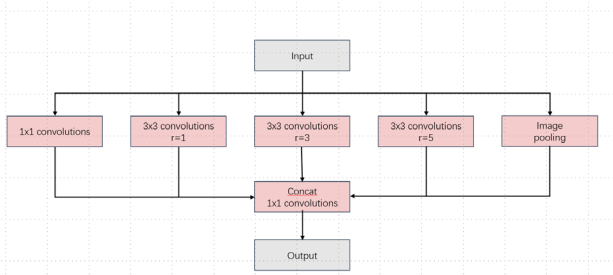 Input
1x1 convolutions
3x3 convolutions
r=1
3x3 convolutions
r=3
3x3 convolutions
r=5
Image
pooling
Concat
1x1 convolutions
Output